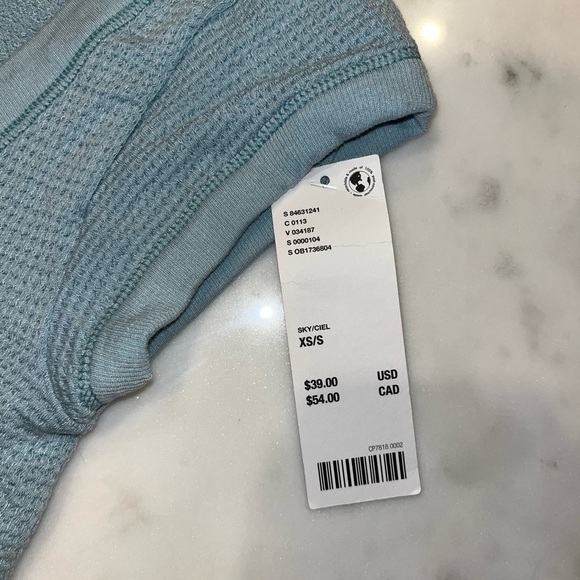 S 84631241
C 0113
V 034187
S 0000104
S OB1736804
SKY/CIEL
XS/S
$39.00 USD
$54.00 CAD
CP7818.0002